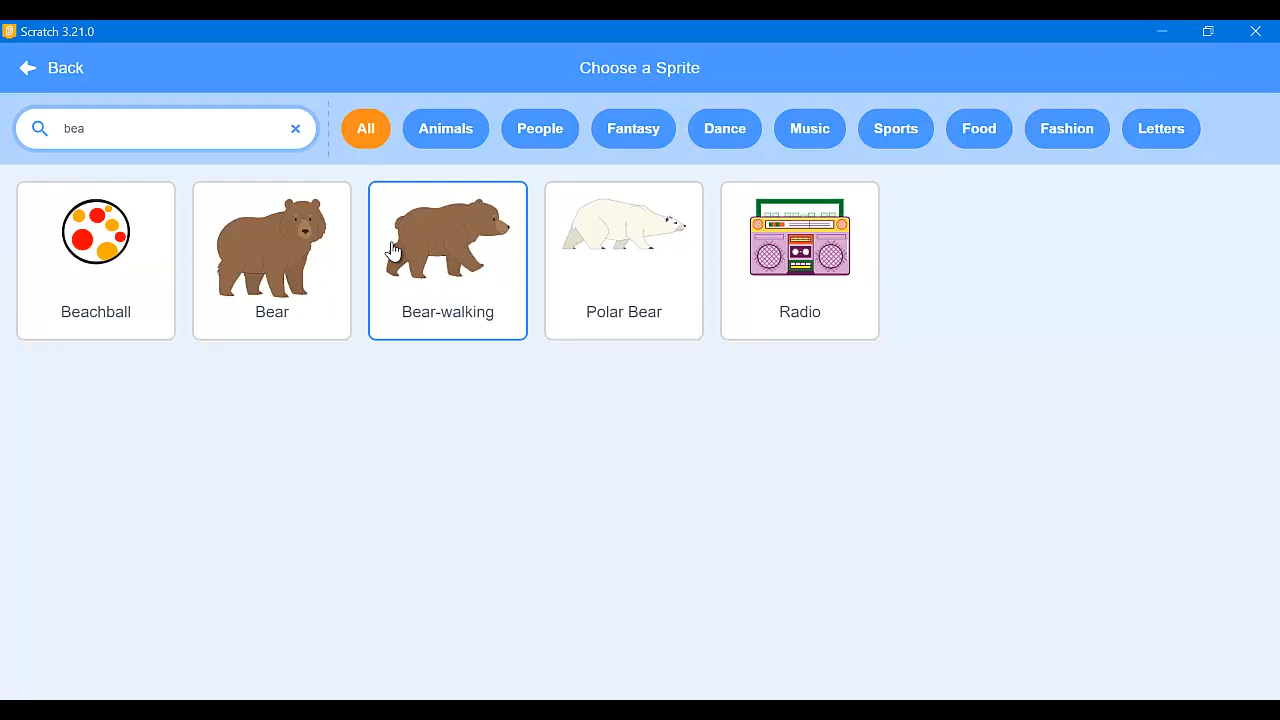 Scratch 3.21.0
Back
Choose a Sprite
bea
All
Animals
People
Fantasy
Dance
Music
Sports
Food
Fashion
Letters
Beachball
Bear
Bear-walking
Polar Bear
Radio